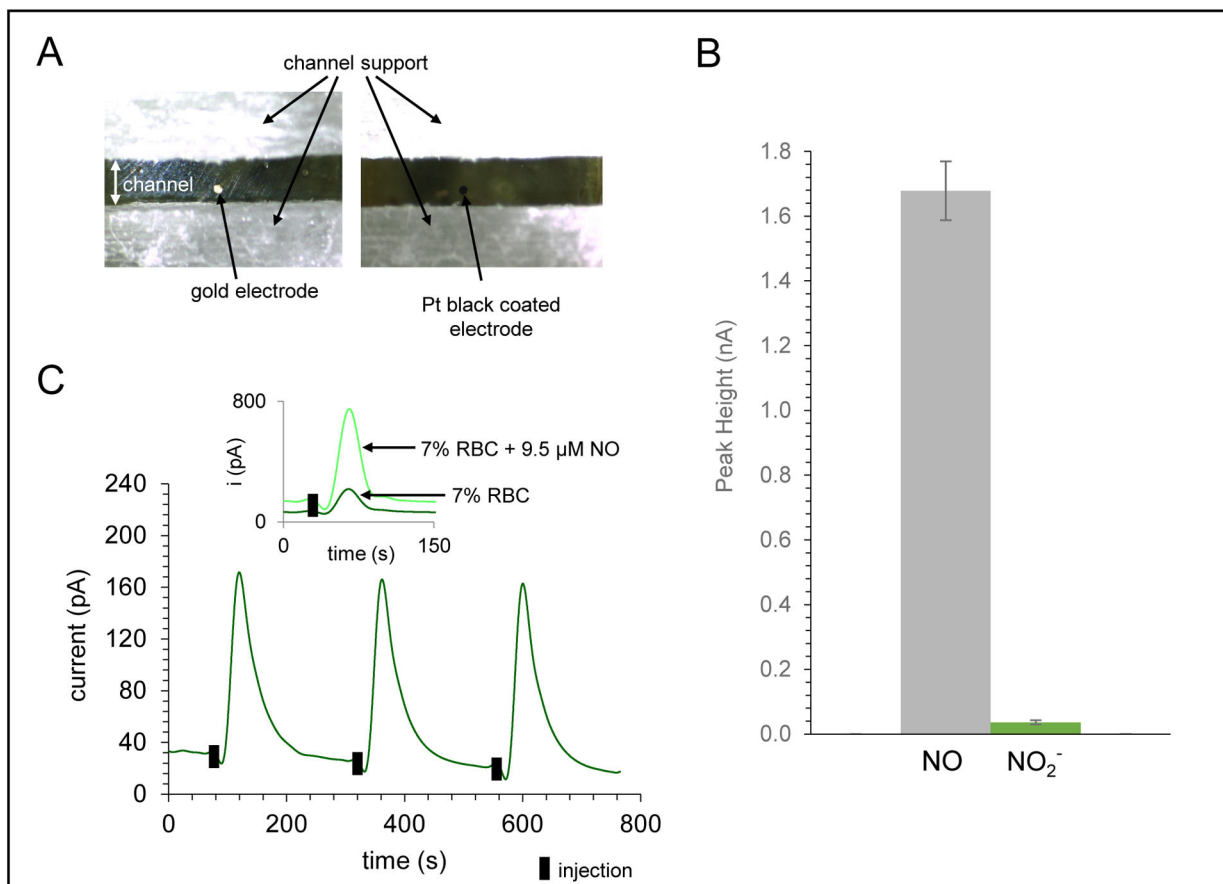 A
channel support
channel
gold electrode
Pt black coated
electrode
B
Peak Height (nA)
1.8
1.6
1.4
1.2
1.0
0.8
0.6
0.4
0.2
0.0
NO
NO₂⁻
C
800
i (pA)
0
0
150
time (s)
7% RBC + 9.5 µM NO
7% RBC
current (pA)
240
200
160
120
80
40
0
0
200
400
600
800
time (s)
injection